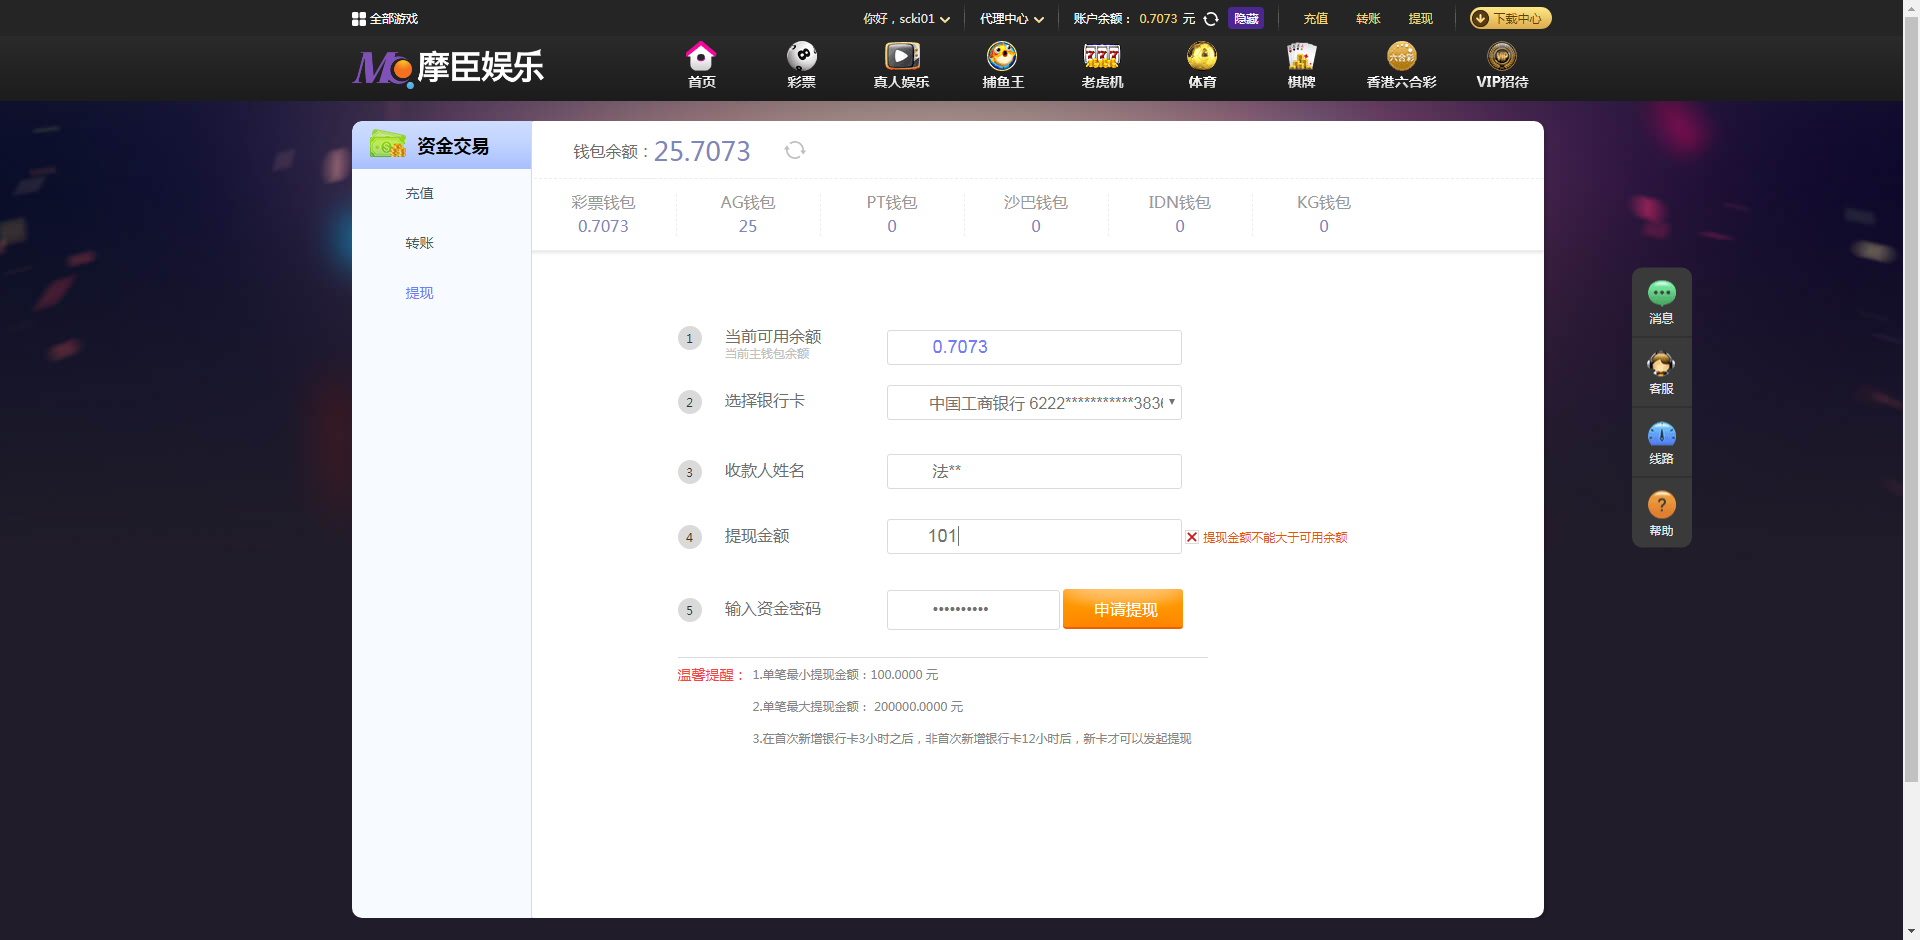 全部游戏
你好，scki01
代理中心
账户余额： 0.7073 元
隐藏
充值
转账
提现
下载中心
摩臣娱乐
首页
彩票
真人娱乐
捕鱼王
老虎机
体育
棋牌
香港六合彩
VIP招待
资金交易
充值
转账
提现
钱包余额：25.7073
彩票钱包
0.7073
AG钱包
25
PT钱包
0
沙巴钱包
0
IDN钱包
0
KG钱包
0
1 当前可用余额
当前主钱包余额
0.7073
2 选择银行卡
中国工商银行 6222***********383
3 收款人姓名
法**
4 提现金额
101
提现金额不能大于可用余额
5 输入资金密码
••••••••••
申请提现
温馨提醒： 1.单笔最小提现金额：100.0000 元
2.单笔最大提现金额： 200000.0000 元
3.在首次新增银行卡3小时之后，非首次新增银行卡12小时后，新卡才可以发起提现
消息
客服
线路
帮助